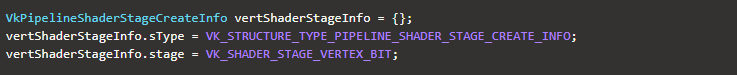 VkPipelineShaderStageCreateInfo vertShaderStageInfo = {};
vertShaderStageInfo.sType = VK_STRUCTURE_TYPE_PIPELINE_SHADER_STAGE_CREATE_INFO;
vertShaderStageInfo.stage = VK_SHADER_STAGE_VERTEX_BIT;